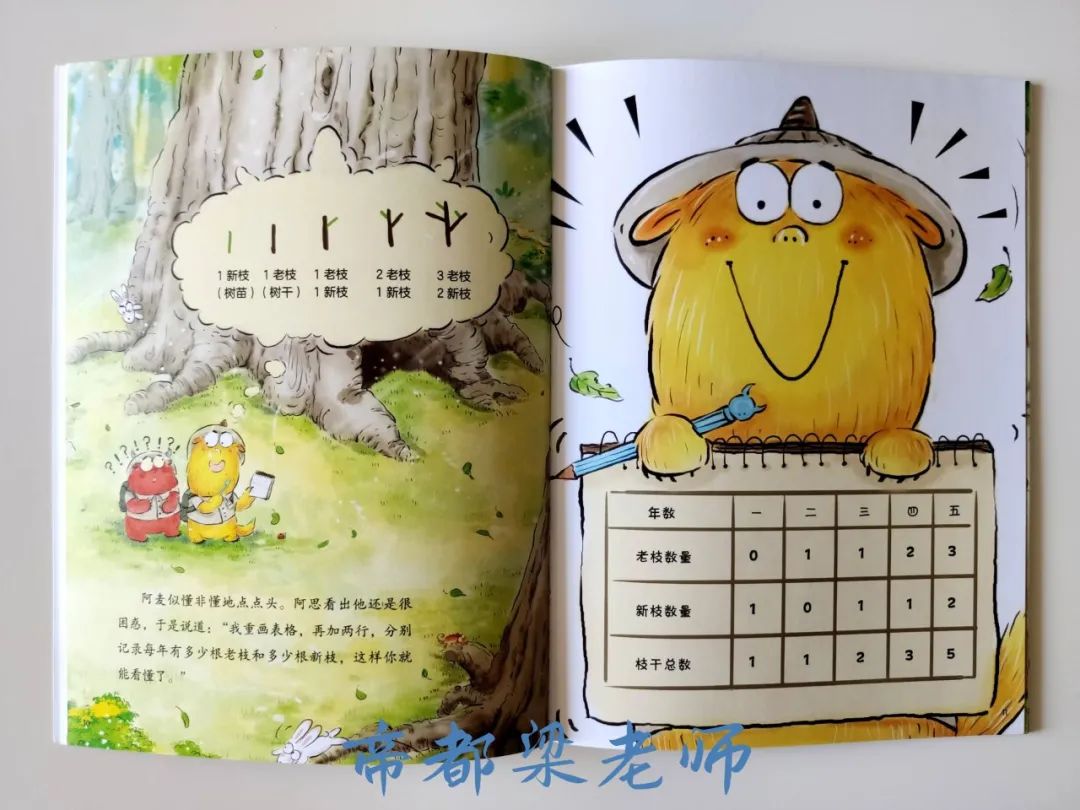 1 新枝 1 老枝 1 老枝 2 老枝 3 老枝
（树苗）（树干） 1 新枝 1 新枝 2 新枝
?!?!?!?!
阿麦似懂非懂地点点头。阿思看出他还是很
困惑，于是说道：“我重画表格，再加两行，分别
记录每年有多少根老枝和多少根新枝，这样你就
能看懂了。”
年数 一 二 三 四 五
老枝数量 0 1 1 2 3
新枝数量 1 0 1 1 2
枝干总数 1 1 2 3 5
帝都梁老师